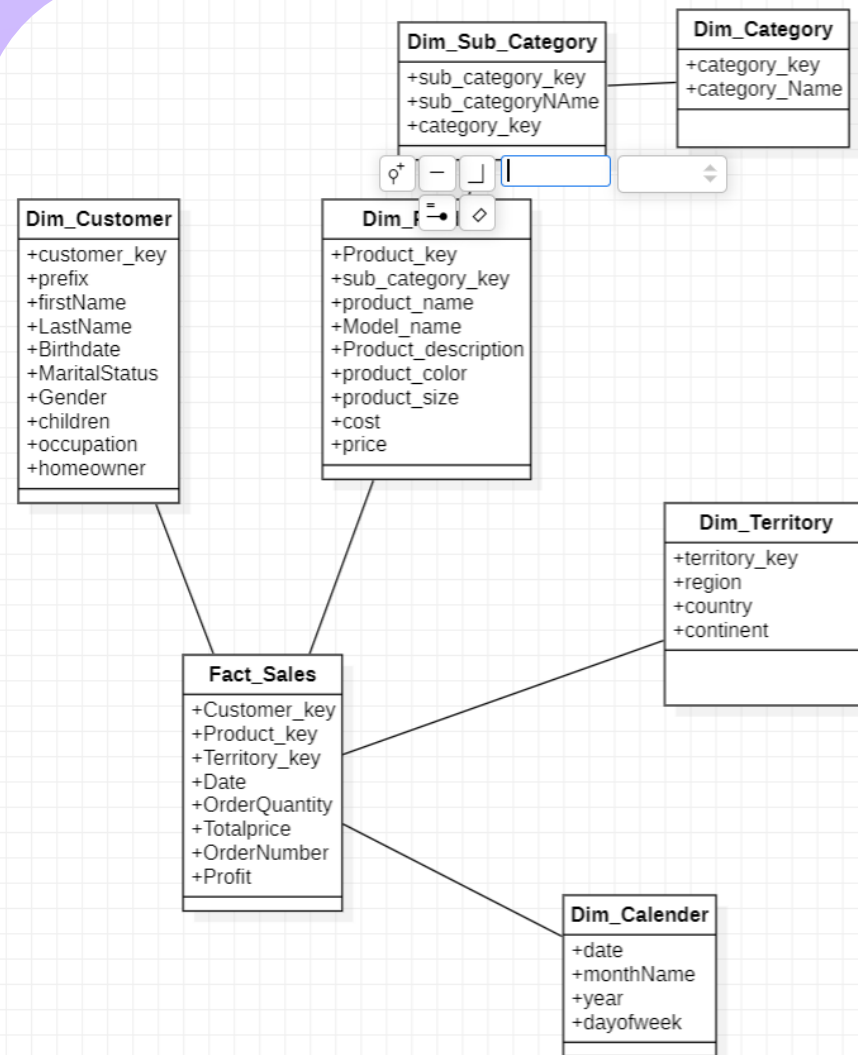 Dim_Sub_Category
+sub_category_key
+sub_categoryNAme
+category_key
Dim_Category
+category_key
+category_Name
Dim_Customer
+customer_key
+prefix
+firstName
+LastName
+Birthdate
+MaritalStatus
+Gender
+children
+occupation
+homeowner
+Product_key
+sub_category_key
+product_name
+Model_name
+Product_description
+product_color
+product_size
+cost
+price
Dim_Territory
+territory_key
+region
+country
+continent
Fact_Sales
+Customer_key
+Product_key
+Territory_key
+Date
+OrderQuantity
+Totalprice
+OrderNumber
+Profit
Dim_Calender
+date
+monthName
+year
+dayofweek